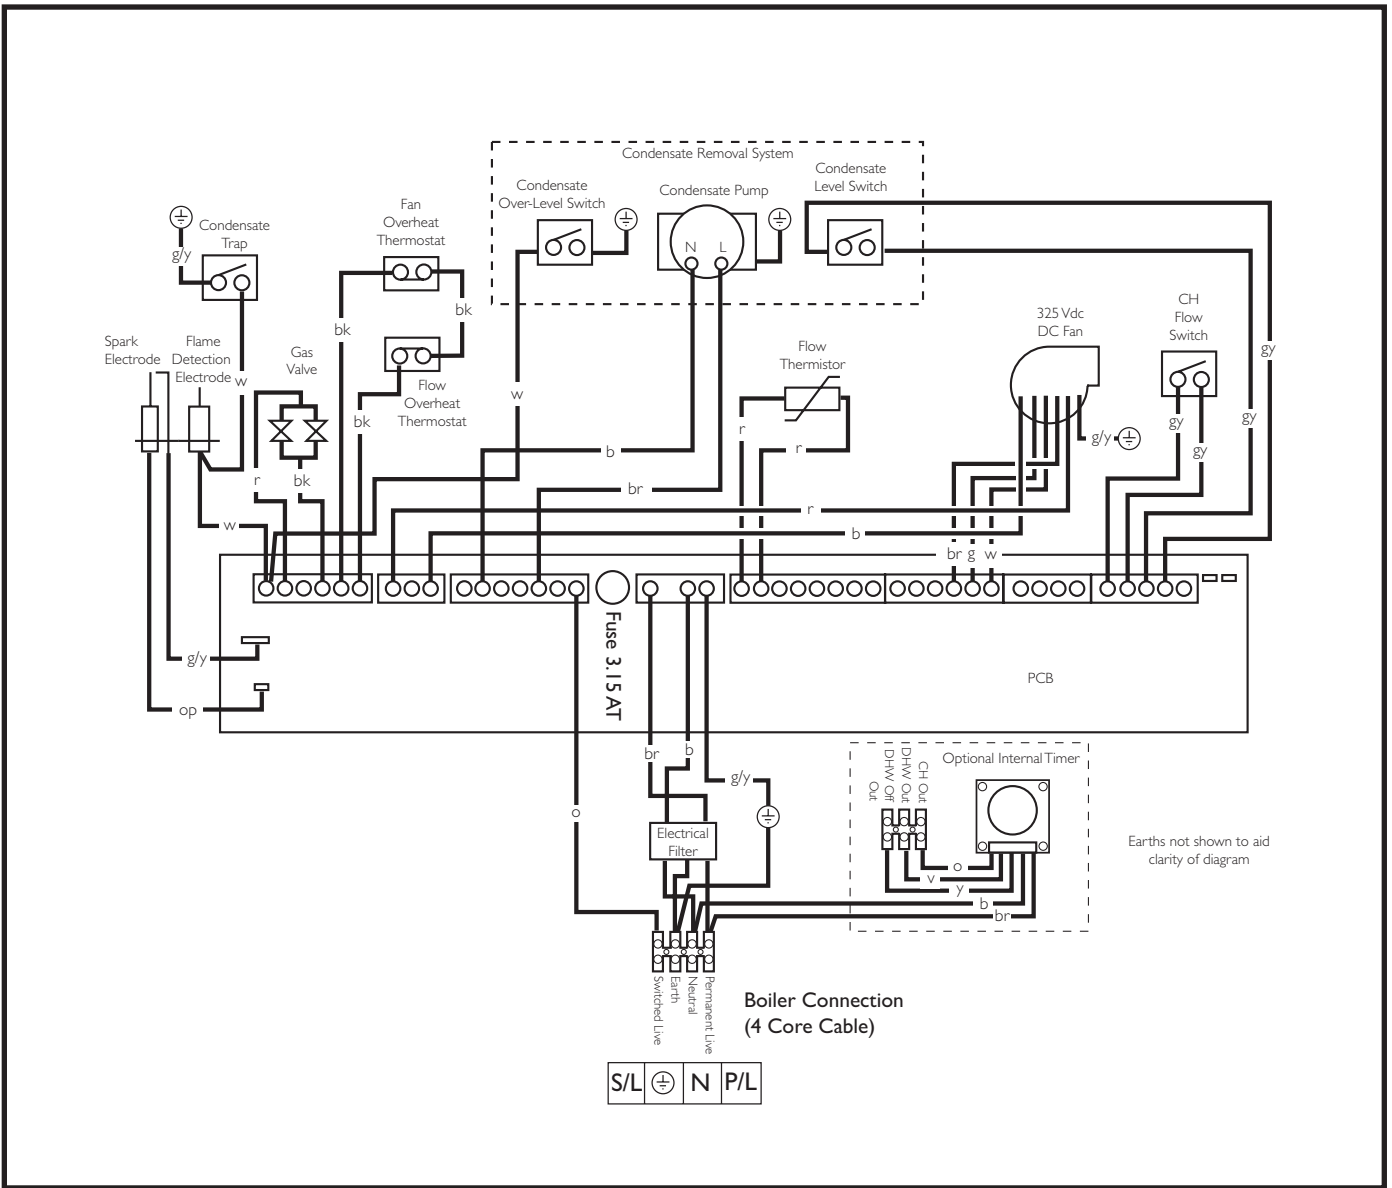 Condensate Removal System
Condensate
Over-Level Switch
Condensate Pump
Condensate
Level Switch
N
L
Fan
Overheat
Thermostat
Condensate
Trap
g/y
bk
bk
325 Vdc
DC Fan
CH
Flow
Switch
Spark
Electrode
Flame
Detection
Electrode
w
Gas
Valve
Flow
Thermistor
gy
Flow
Overheat
Thermostat
w
bk
r
r
gy
gy
gy
g/y
b
r
bk
br
r
w
b
br
g
w
Fuse 3.15 AT
g/y
PCB
op
br
b
g/y
o
Electrical
Filter
Optional Internal Timer
DHW Off
Out
DHW Out
CH Out
o
v
y
b
br
Earths not shown to aid
clarity of diagram
Switched Live
Earth
Neutral
Permanent Live
Boiler Connection
(4 Core Cable)
S/L N P/L